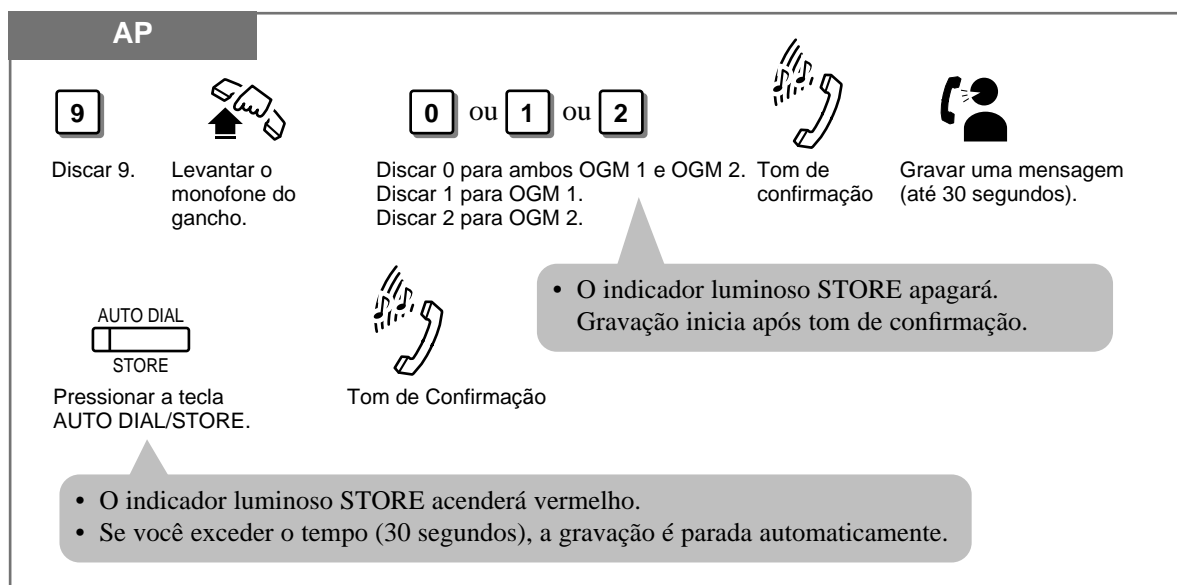 AP
9
0 ou 1 ou 2
Discar 9.
Levantar o
monofone do
gancho.
Discar 0 para ambos OGM 1 e OGM 2.
Discar 1 para OGM 1.
Discar 2 para OGM 2.
Tom de
confirmação
Gravar uma mensagem
(até 30 segundos).
• O indicador luminoso STORE apagará.
Gravação inicia após tom de confirmação.
AUTO DIAL
STORE
Pressionar a tecla
AUTO DIAL/STORE.
Tom de Confirmação
• O indicador luminoso STORE acenderá vermelho.
• Se você exceder o tempo (30 segundos), a gravação é parada automaticamente.